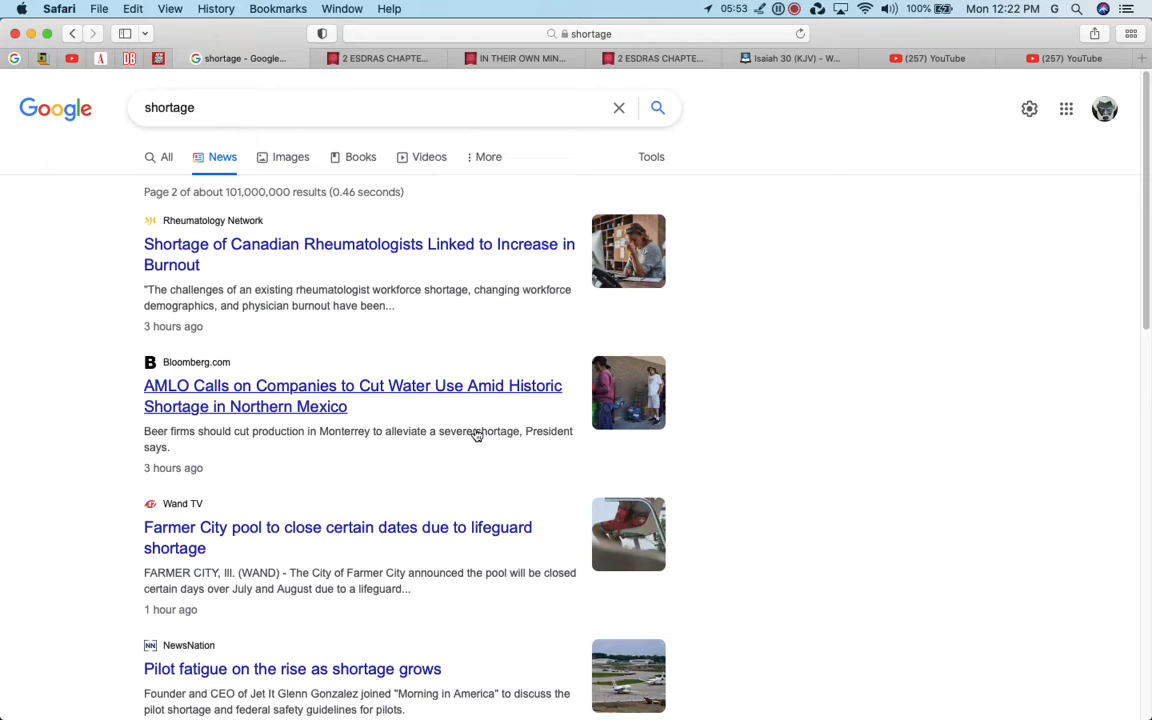 Safari File Edit View History Bookmarks Window Help 05:53 100% Mon 12:22 PM G
shortage
shortage - Google... 2 ESDRAS CHAPTE... IN THEIR OWN MIN... 2 ESDRAS CHAPTE... Isaiah 30 (KJV) - W... (257) YouTube (257) YouTube
Google shortage
All News Images Books Videos More Tools
Page 2 of about 101,000,000 results (0.46 seconds)
Rheumatology Network
Shortage of Canadian Rheumatologists Linked to Increase in
Burnout
"The challenges of an existing rheumatologist workforce shortage, changing workforce
demographics, and physician burnout have been...
3 hours ago
B Bloomberg.com
AMLO Calls on Companies to Cut Water Use Amid Historic
Shortage in Northern Mexico
Beer firms should cut production in Monterrey to alleviate a severe shortage, President
says.
3 hours ago
Wand TV
Farmer City pool to close certain dates due to lifeguard
shortage
FARMER CITY, Ill. (WAND) - The City of Farmer City announced the pool will be closed
certain days over July and August due to a lifeguard...
1 hour ago
NN NewsNation
Pilot fatigue on the rise as shortage grows
Founder and CEO of Jet It Glenn Gonzalez joined "Morning in America" to discuss the
pilot shortage and federal safety guidelines for pilots.